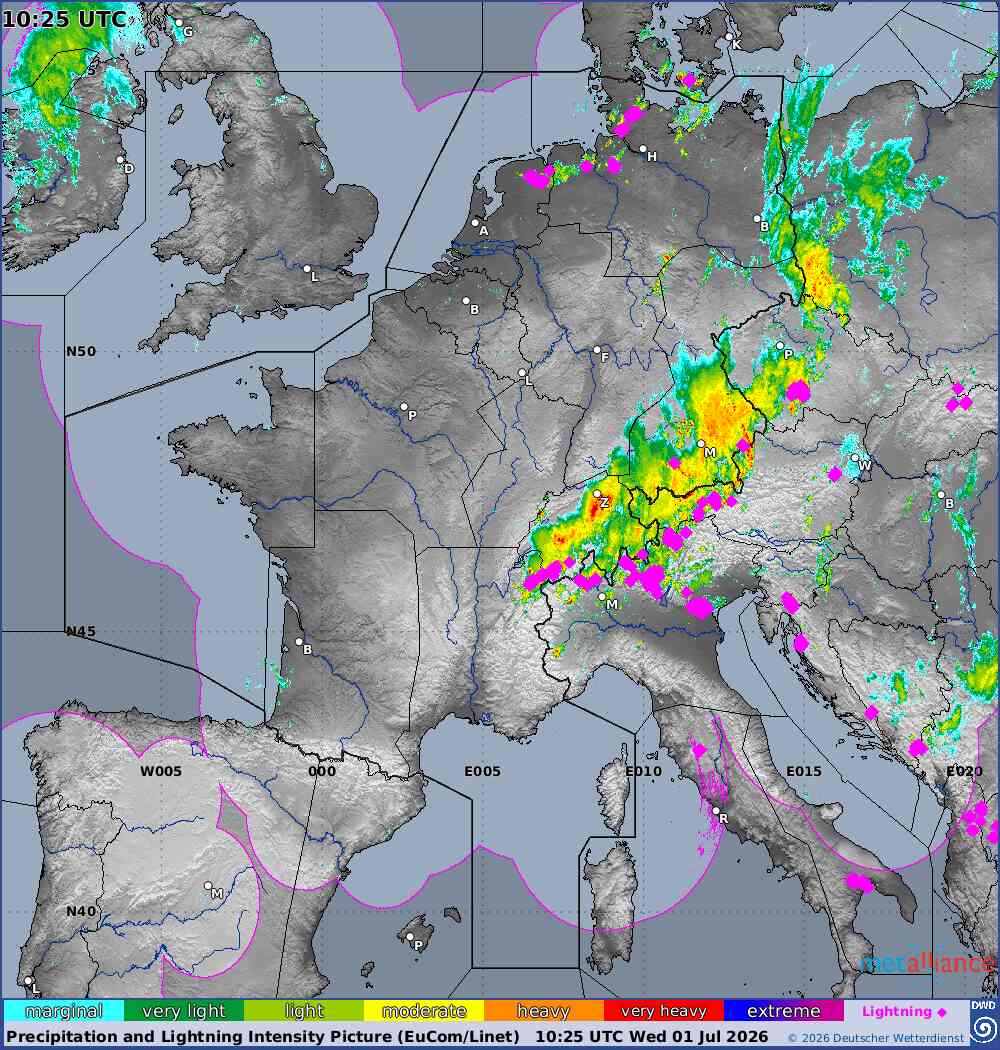 10:25 UTC
G
K
S
D
H
A
B
L
B
N50
F
P
L
P
M
W
Z
B
M
N45
B
W005
000
E005
E010
E015
E020
R
M
N40
P
L
metalliance
marginal very light light moderate heavy very heavy extreme Lightning
DWD
Precipitation and Lightning Intensity Picture (EuCom/Linet) 10:25 UTC Wed 01 Jul 2026 © 2026 Deutscher Wetterdienst